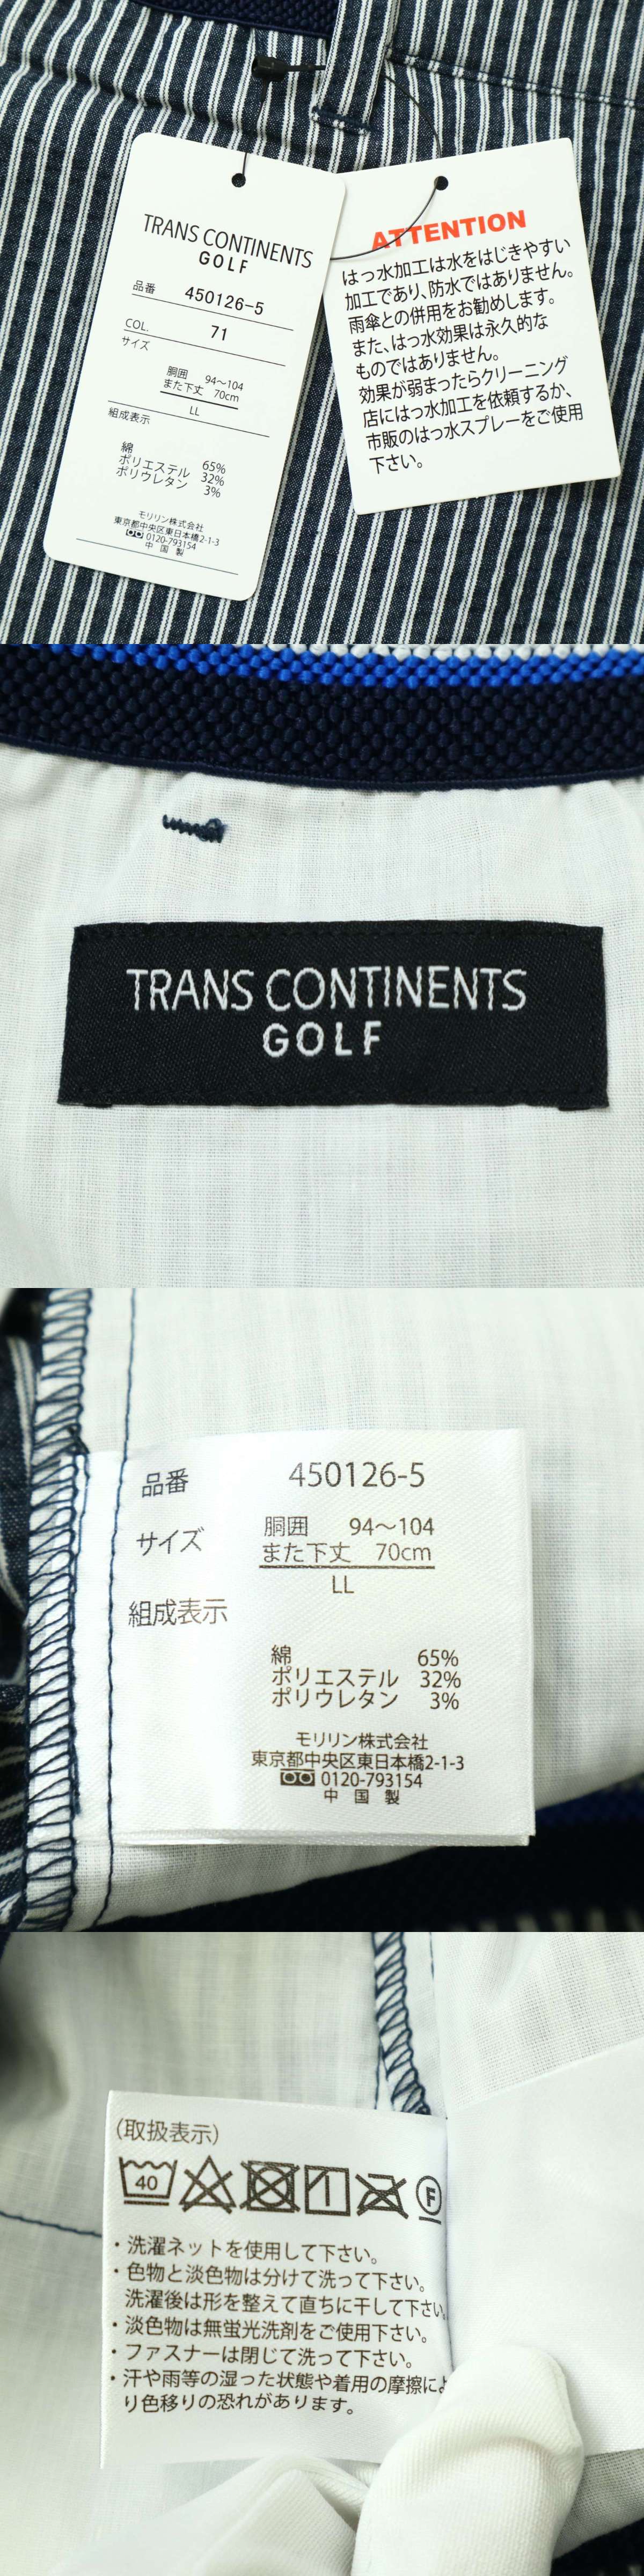 TRANS CONTINENTS
GOLF
品番 450126-5
COL. 71
サイズ
胴囲 94〜104
また下丈 70cm
LL
組成表示
綿 65%
ポリエステル 32%
ポリウレタン 3%
モリリン株式会社
東京都中央区東日本橋2-1-3
0120-793154
中国製
ATTENTION
はっ水加工は水をはじきやすい
加工であり、防水ではありません。
雨傘との併用をお勧めします。
また、はっ水効果は永久的な
ものではありません。
効果が弱まったらクリーニング
店にはっ水加工を依頼するか、
市販のはっ水スプレーをご使用
下さい。
TRANS CONTINENTS
GOLF
品番 450126-5
サイズ 胴囲 94〜104
また下丈 70cm
LL
組成表示
綿 65%
ポリエステル 32%
ポリウレタン 3%
モリリン株式会社
東京都中央区東日本橋2-1-3
0120-793154
中国製
(取扱表示)
40 F
・洗濯ネットを使用して下さい。
・色物と淡色物は分けて洗って下さい。
洗濯後は形を整えて直ちに干して下さい。
・淡色物は無蛍光洗剤をご使用下さい。
・ファスナーは閉じて洗って下さい。
・汗や雨等の湿った状態や着用の摩擦によ
り色移りの恐れがあります。